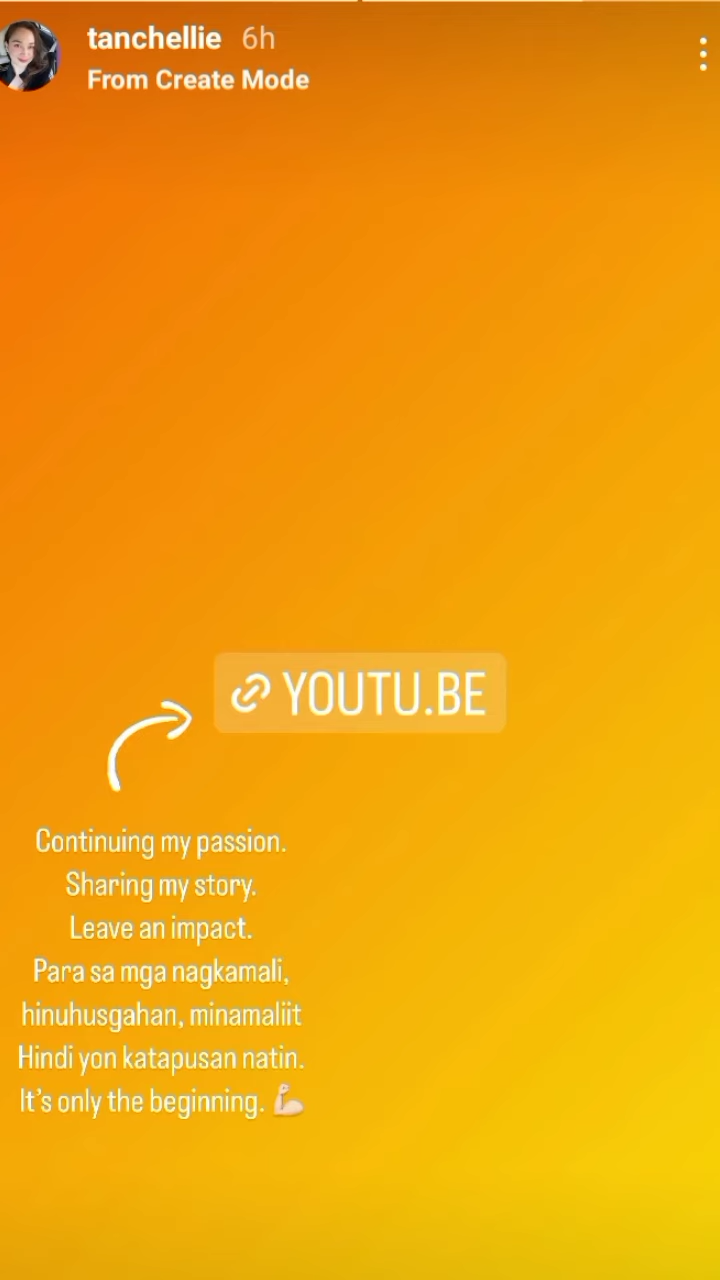 tanchellie 6h
From Create Mode
YOUTU.BE
Continuing my passion.
Sharing my story.
Leave an impact.
Para sa mga nagkamali,
hinuhusgahan, minamaliit
Hindi yon katapusan natin.
It's only the beginning. 💪🏻